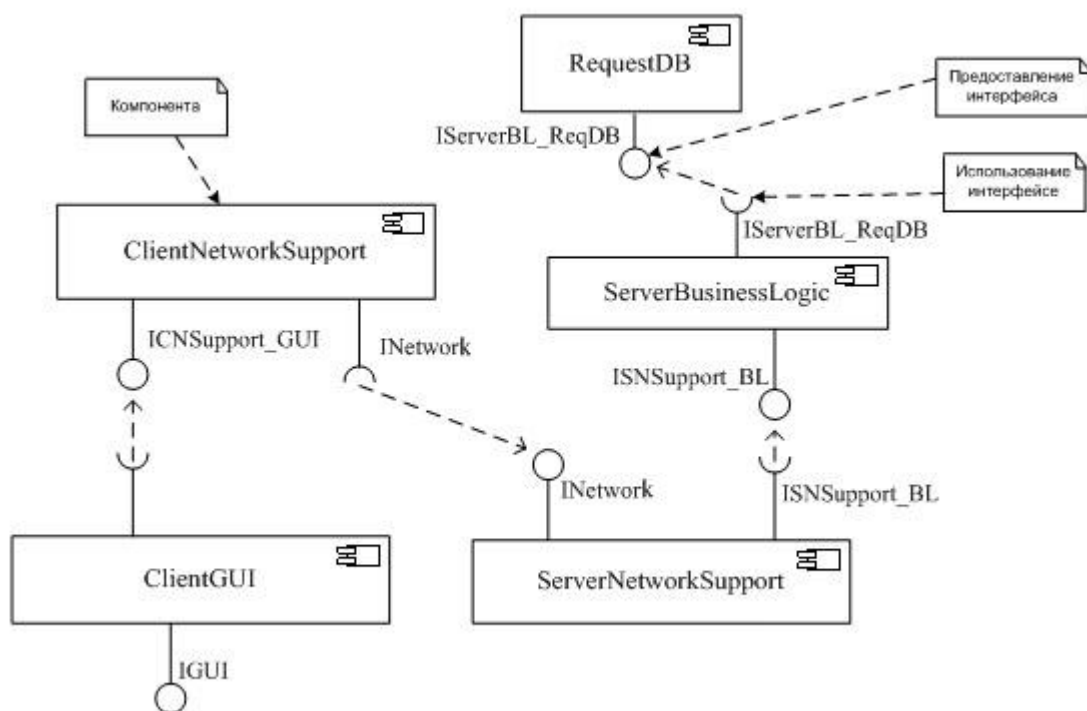 RequestDB
Предоставление
интерфейса
Компонента
IServerBL_ReqDB
Использование
интерфейсе
IServerBL_ReqDB
ClientNetworkSupport
ServerBusinessLogic
ICNSupport_GUI
INetwork
ISNSupport_BL
INetwork
ISNSupport_BL
ClientGUI
ServerNetworkSupport
IGUI